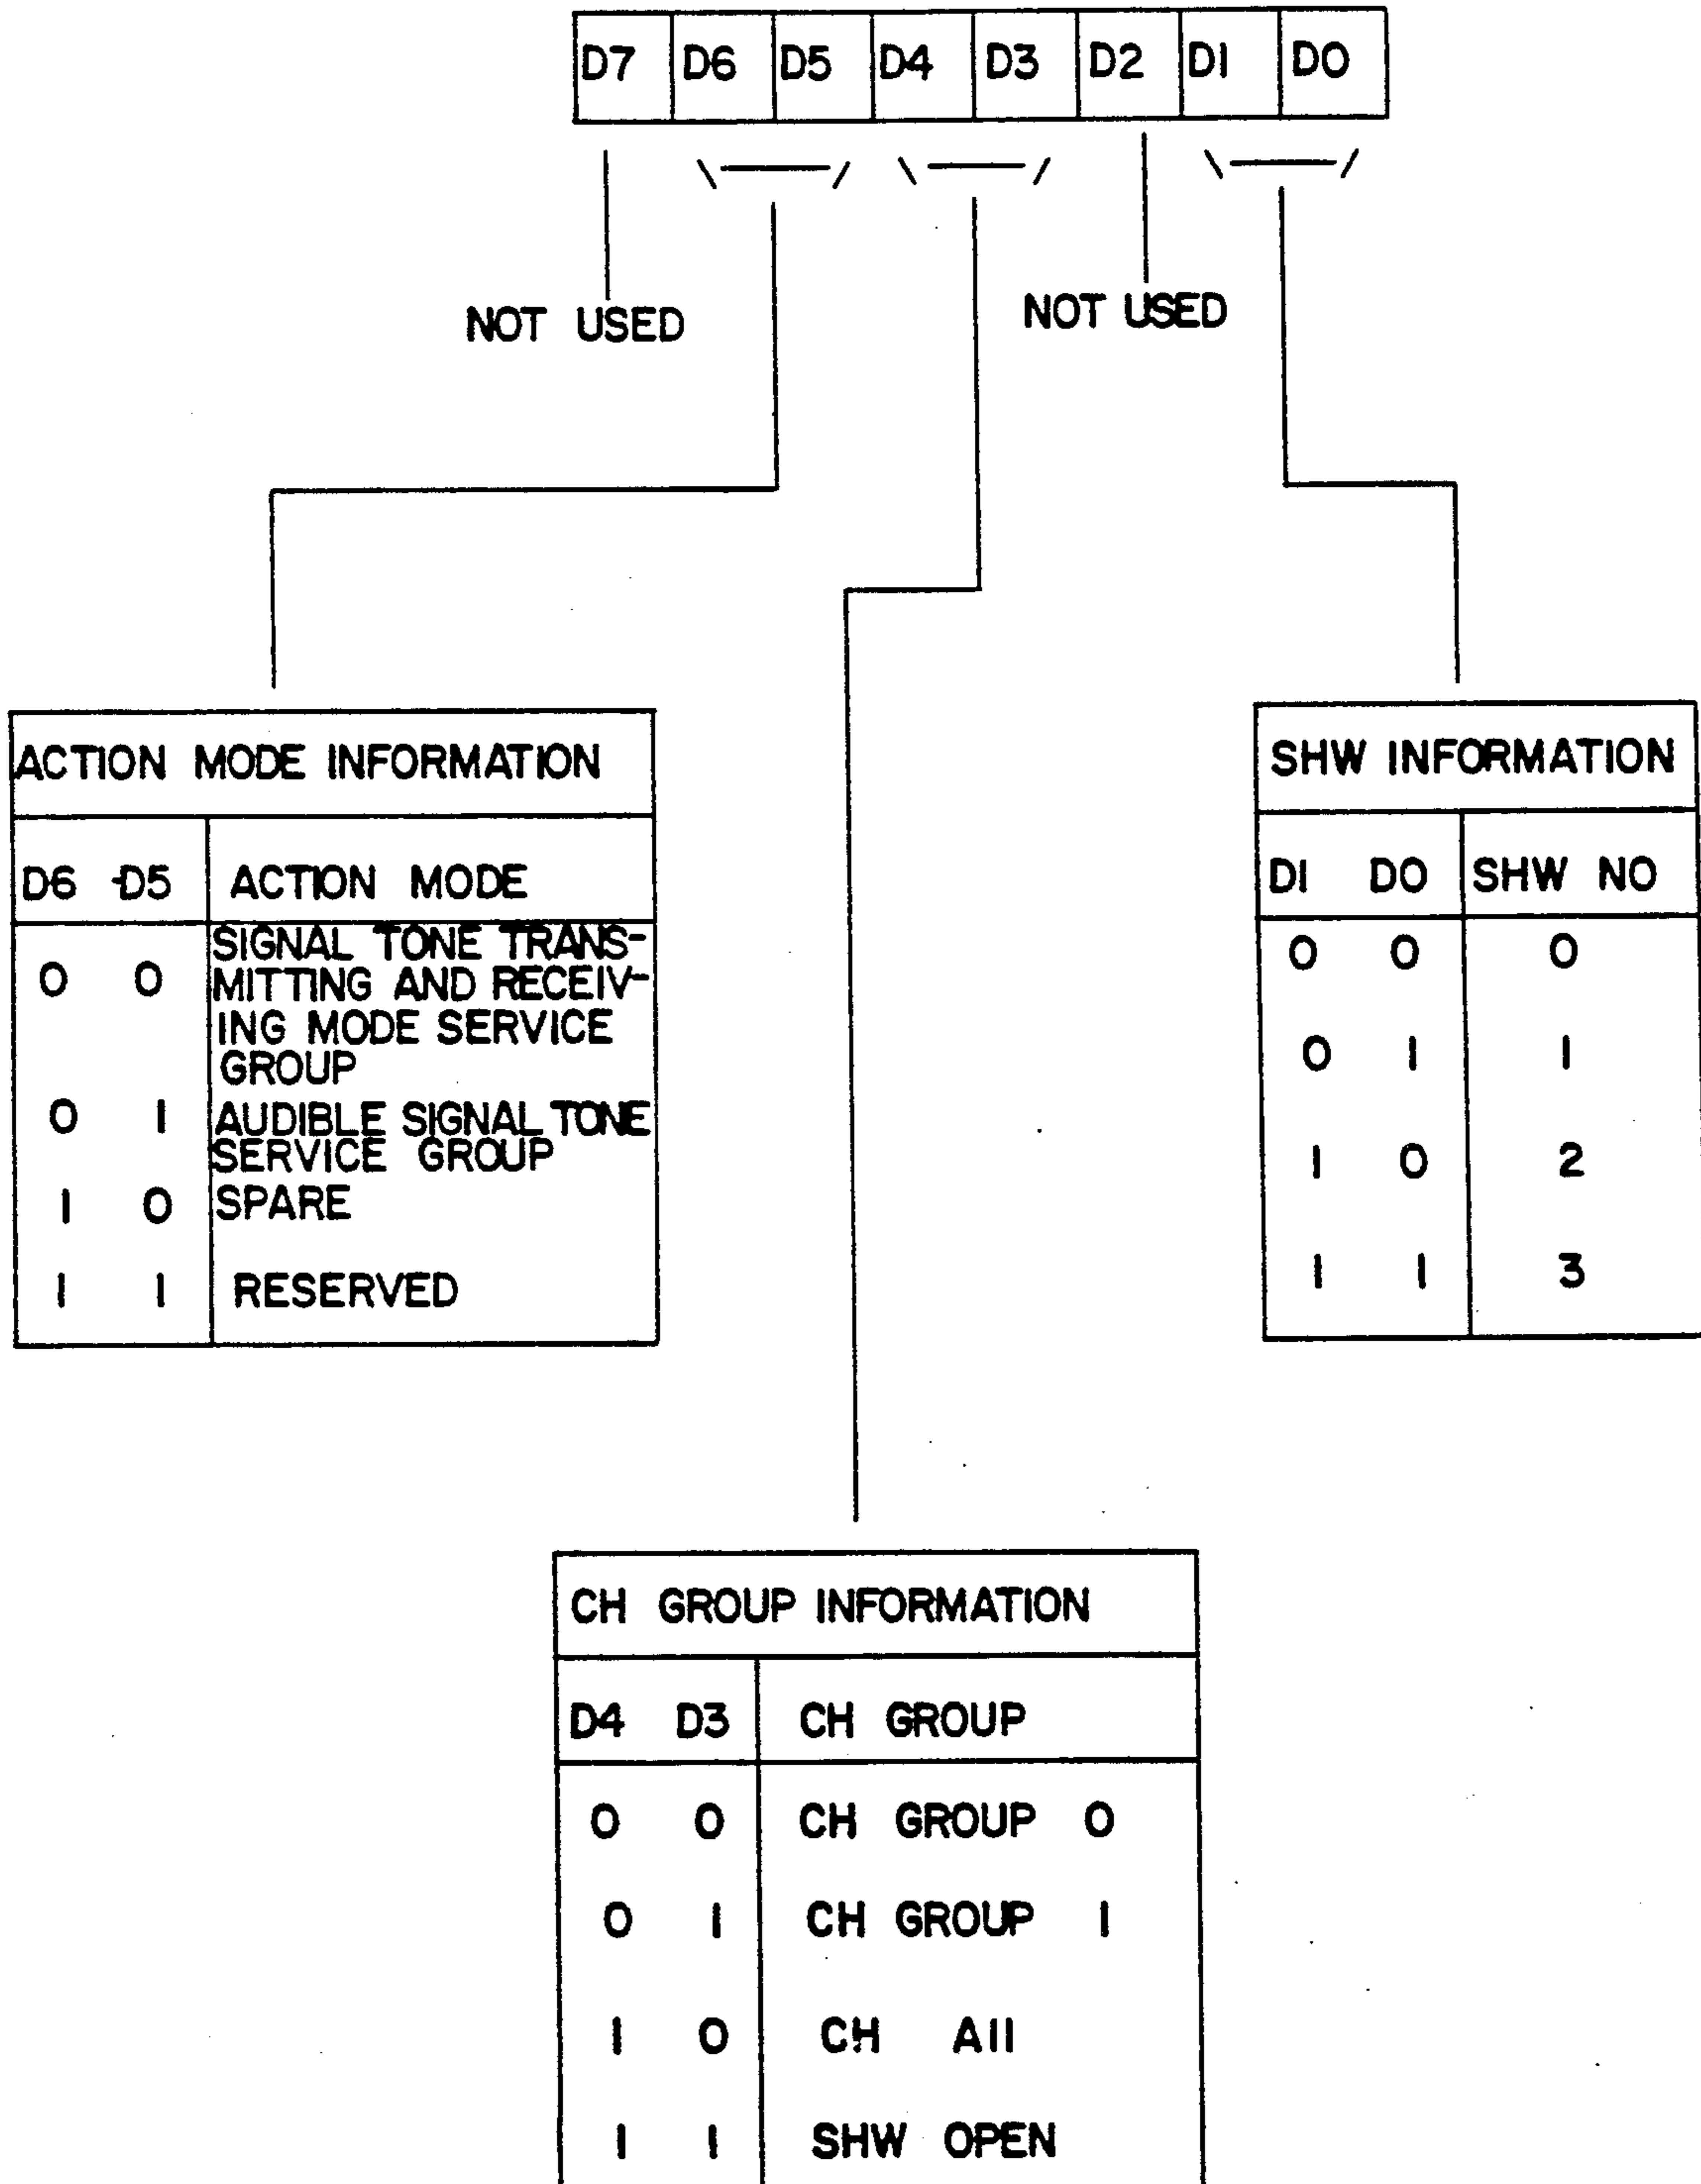 D7 D6 D5 D4 D3 D2 D1 D0
NOT USED
NOT USED
ACTION MODE INFORMATION
D6 D5 ACTION MODE
0 0 SIGNAL TONE TRANS-
MITTING AND RECEIV-
ING MODE SERVICE
GROUP
0 1 AUDIBLE SIGNAL TONE
SERVICE GROUP
1 0 SPARE
1 1 RESERVED
SHW INFORMATION
D1 D0 SHW NO
0 0 0
0 1 1
1 0 2
1 1 3
CH GROUP INFORMATION
D4 D3 CH GROUP
0 0 CH GROUP 0
0 1 CH GROUP 1
1 0 CH All
1 1 SHW OPEN